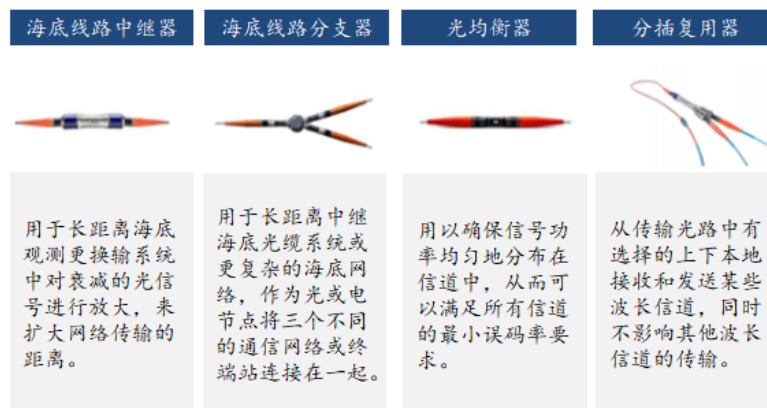 海底线路中继器
海底线路分支器
光均衡器
分插复用器
用于长距离海底
观测更换输系统
中对衰减的光信
号进行放大，来
扩大网络传输的
距离。
用于长距离中继
海底光缆系统或
更复杂的海底网
络，作为光或电
节点将三个不同
的通信网络或终
端站连接在一起。
用以确保信号功
率均匀地分布在
信道中，从而可
以满足所有信道
的最小误码率要
求。
从传输光路中有
选择的上下本地
接收和发送某些
波长信道，同时
不影响其他波长
信道的传输。